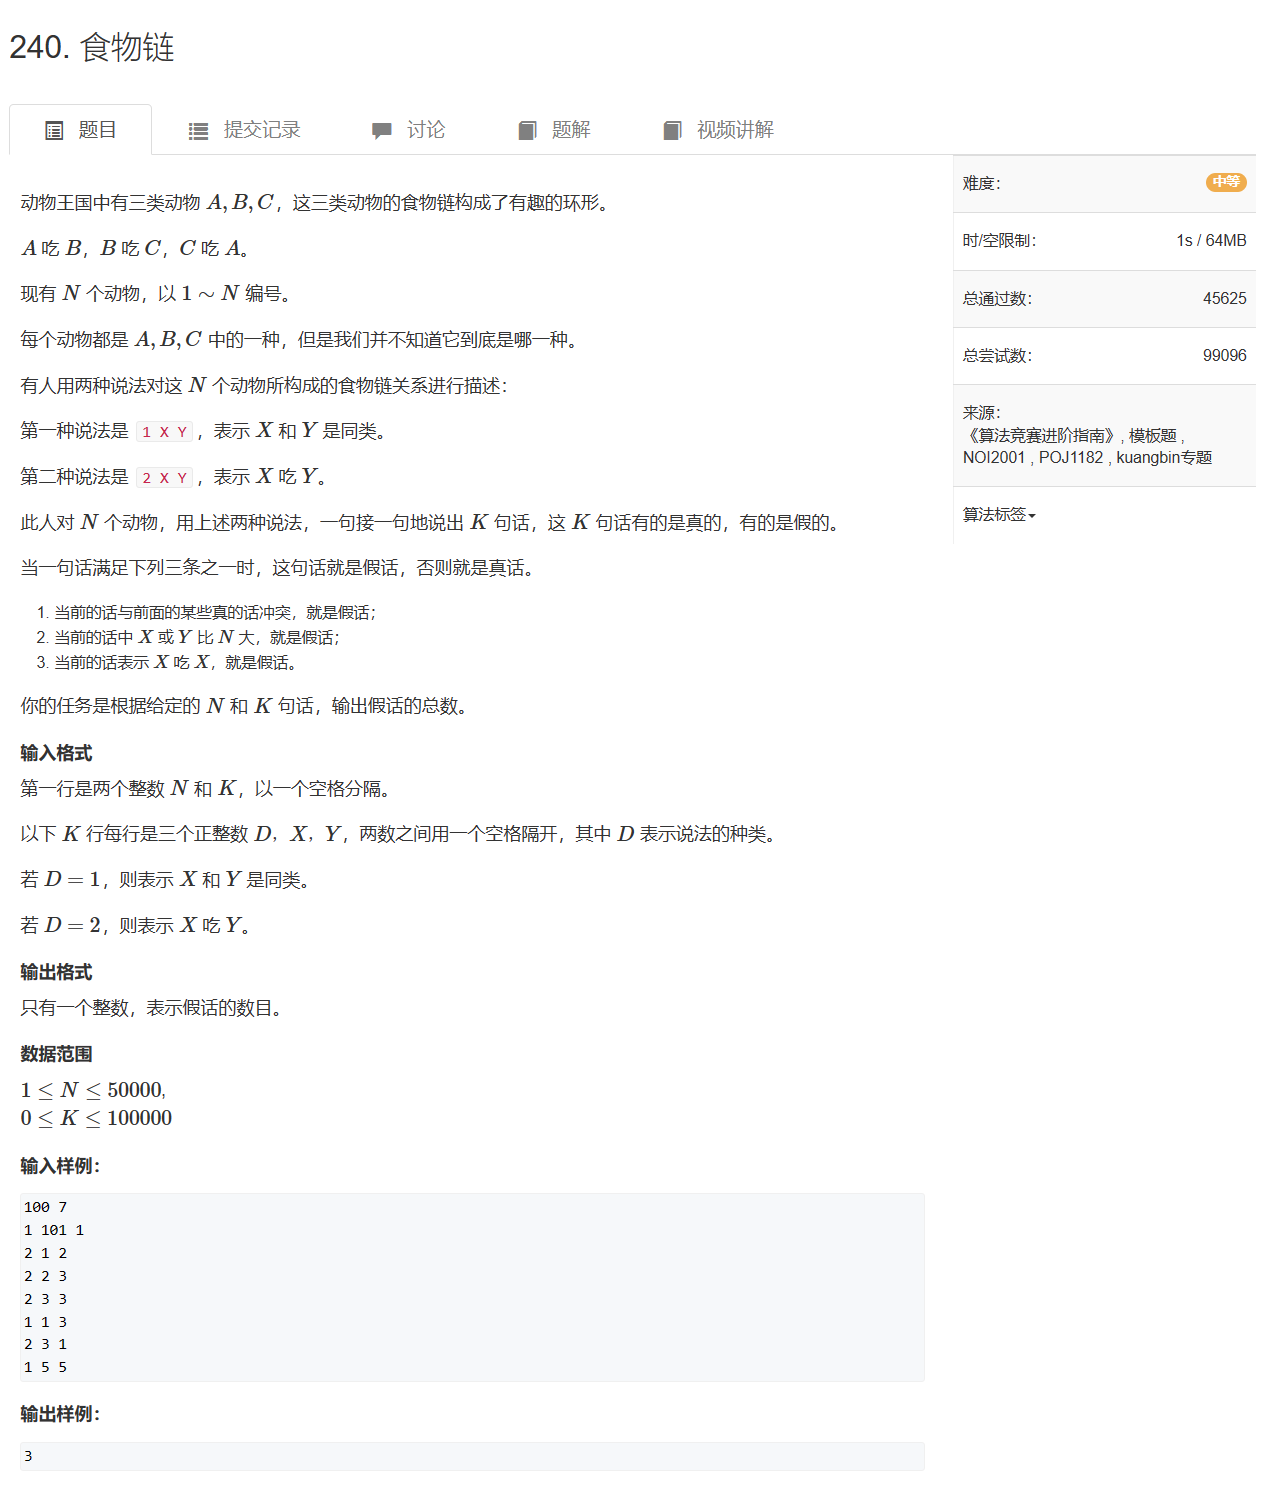 240. 食物链
题目 提交记录 讨论 题解 视频讲解
动物王国中有三类动物 A, B, C，这三类动物的食物链构成了有趣的环形。
A 吃 B，B 吃 C，C 吃 A。
现有 N 个动物，以 1 ∼ N 编号。
每个动物都是 A, B, C 中的一种，但是我们并不知道它到底是哪一种。
有人用两种说法对这 N 个动物所构成的食物链关系进行描述：
第一种说法是 1 X Y，表示 X 和 Y 是同类。
第二种说法是 2 X Y，表示 X 吃 Y。
此人对 N 个动物，用上述两种说法，一句接一句地说出 K 句话，这 K 句话有的是真的，有的是假的。
当一句话满足下列三条之一时，这句话就是假话，否则就是真话。
1. 当前的话与前面的某些真的话冲突，就是假话；
2. 当前的话中 X 或 Y 比 N 大，就是假话；
3. 当前的话表示 X 吃 X，就是假话。
你的任务是根据给定的 N 和 K 句话，输出假话的总数。
输入格式
第一行是两个整数 N 和 K，以一个空格分隔。
以下 K 行每行是三个正整数 D，X，Y，两数之间用一个空格隔开，其中 D 表示说法的种类。
若 D = 1，则表示 X 和 Y 是同类。
若 D = 2，则表示 X 吃 Y。
输出格式
只有一个整数，表示假话的数目。
数据范围
1 ≤ N ≤ 50000,
0 ≤ K ≤ 100000
输入样例：
100 7
1 101 1
2 1 2
2 2 3
2 3 3
1 1 3
2 3 1
1 5 5
输出样例：
3
难度： 中等
时/空限制： 1s / 64MB
总通过数： 45625
总尝试数： 99096
来源：
《算法竞赛进阶指南》, 模板题 ,
NOI2001 , POJ1182 , kuangbin专题
算法标签